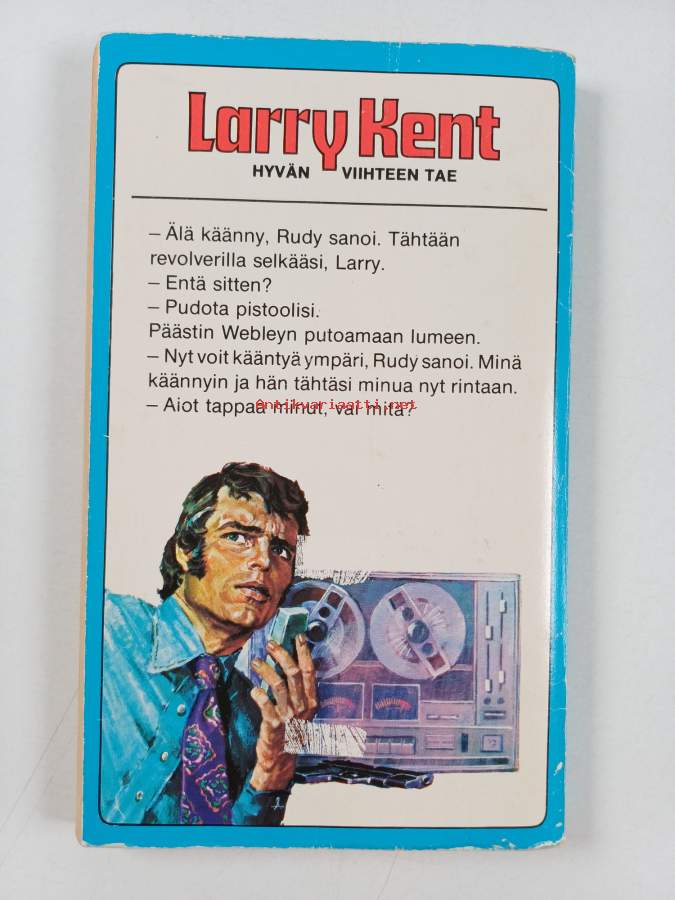 Larry Kent
HYVÄN VIIHTEEN TAE
– Älä käänny, Rudy sanoi. Tähtään
revolverilla selkääsi, Larry.
– Entä sitten?
– Pudota pistoolisi.
Päästin Webleyn putoamaan lumeen.
– Nyt voit kääntyä ympäri, Rudy sanoi. Minä
käännyin ja hän tähtäsi minua nyt rintaan.
– Aiot tappaa minut, vai mitä?
antikvariaatti.net